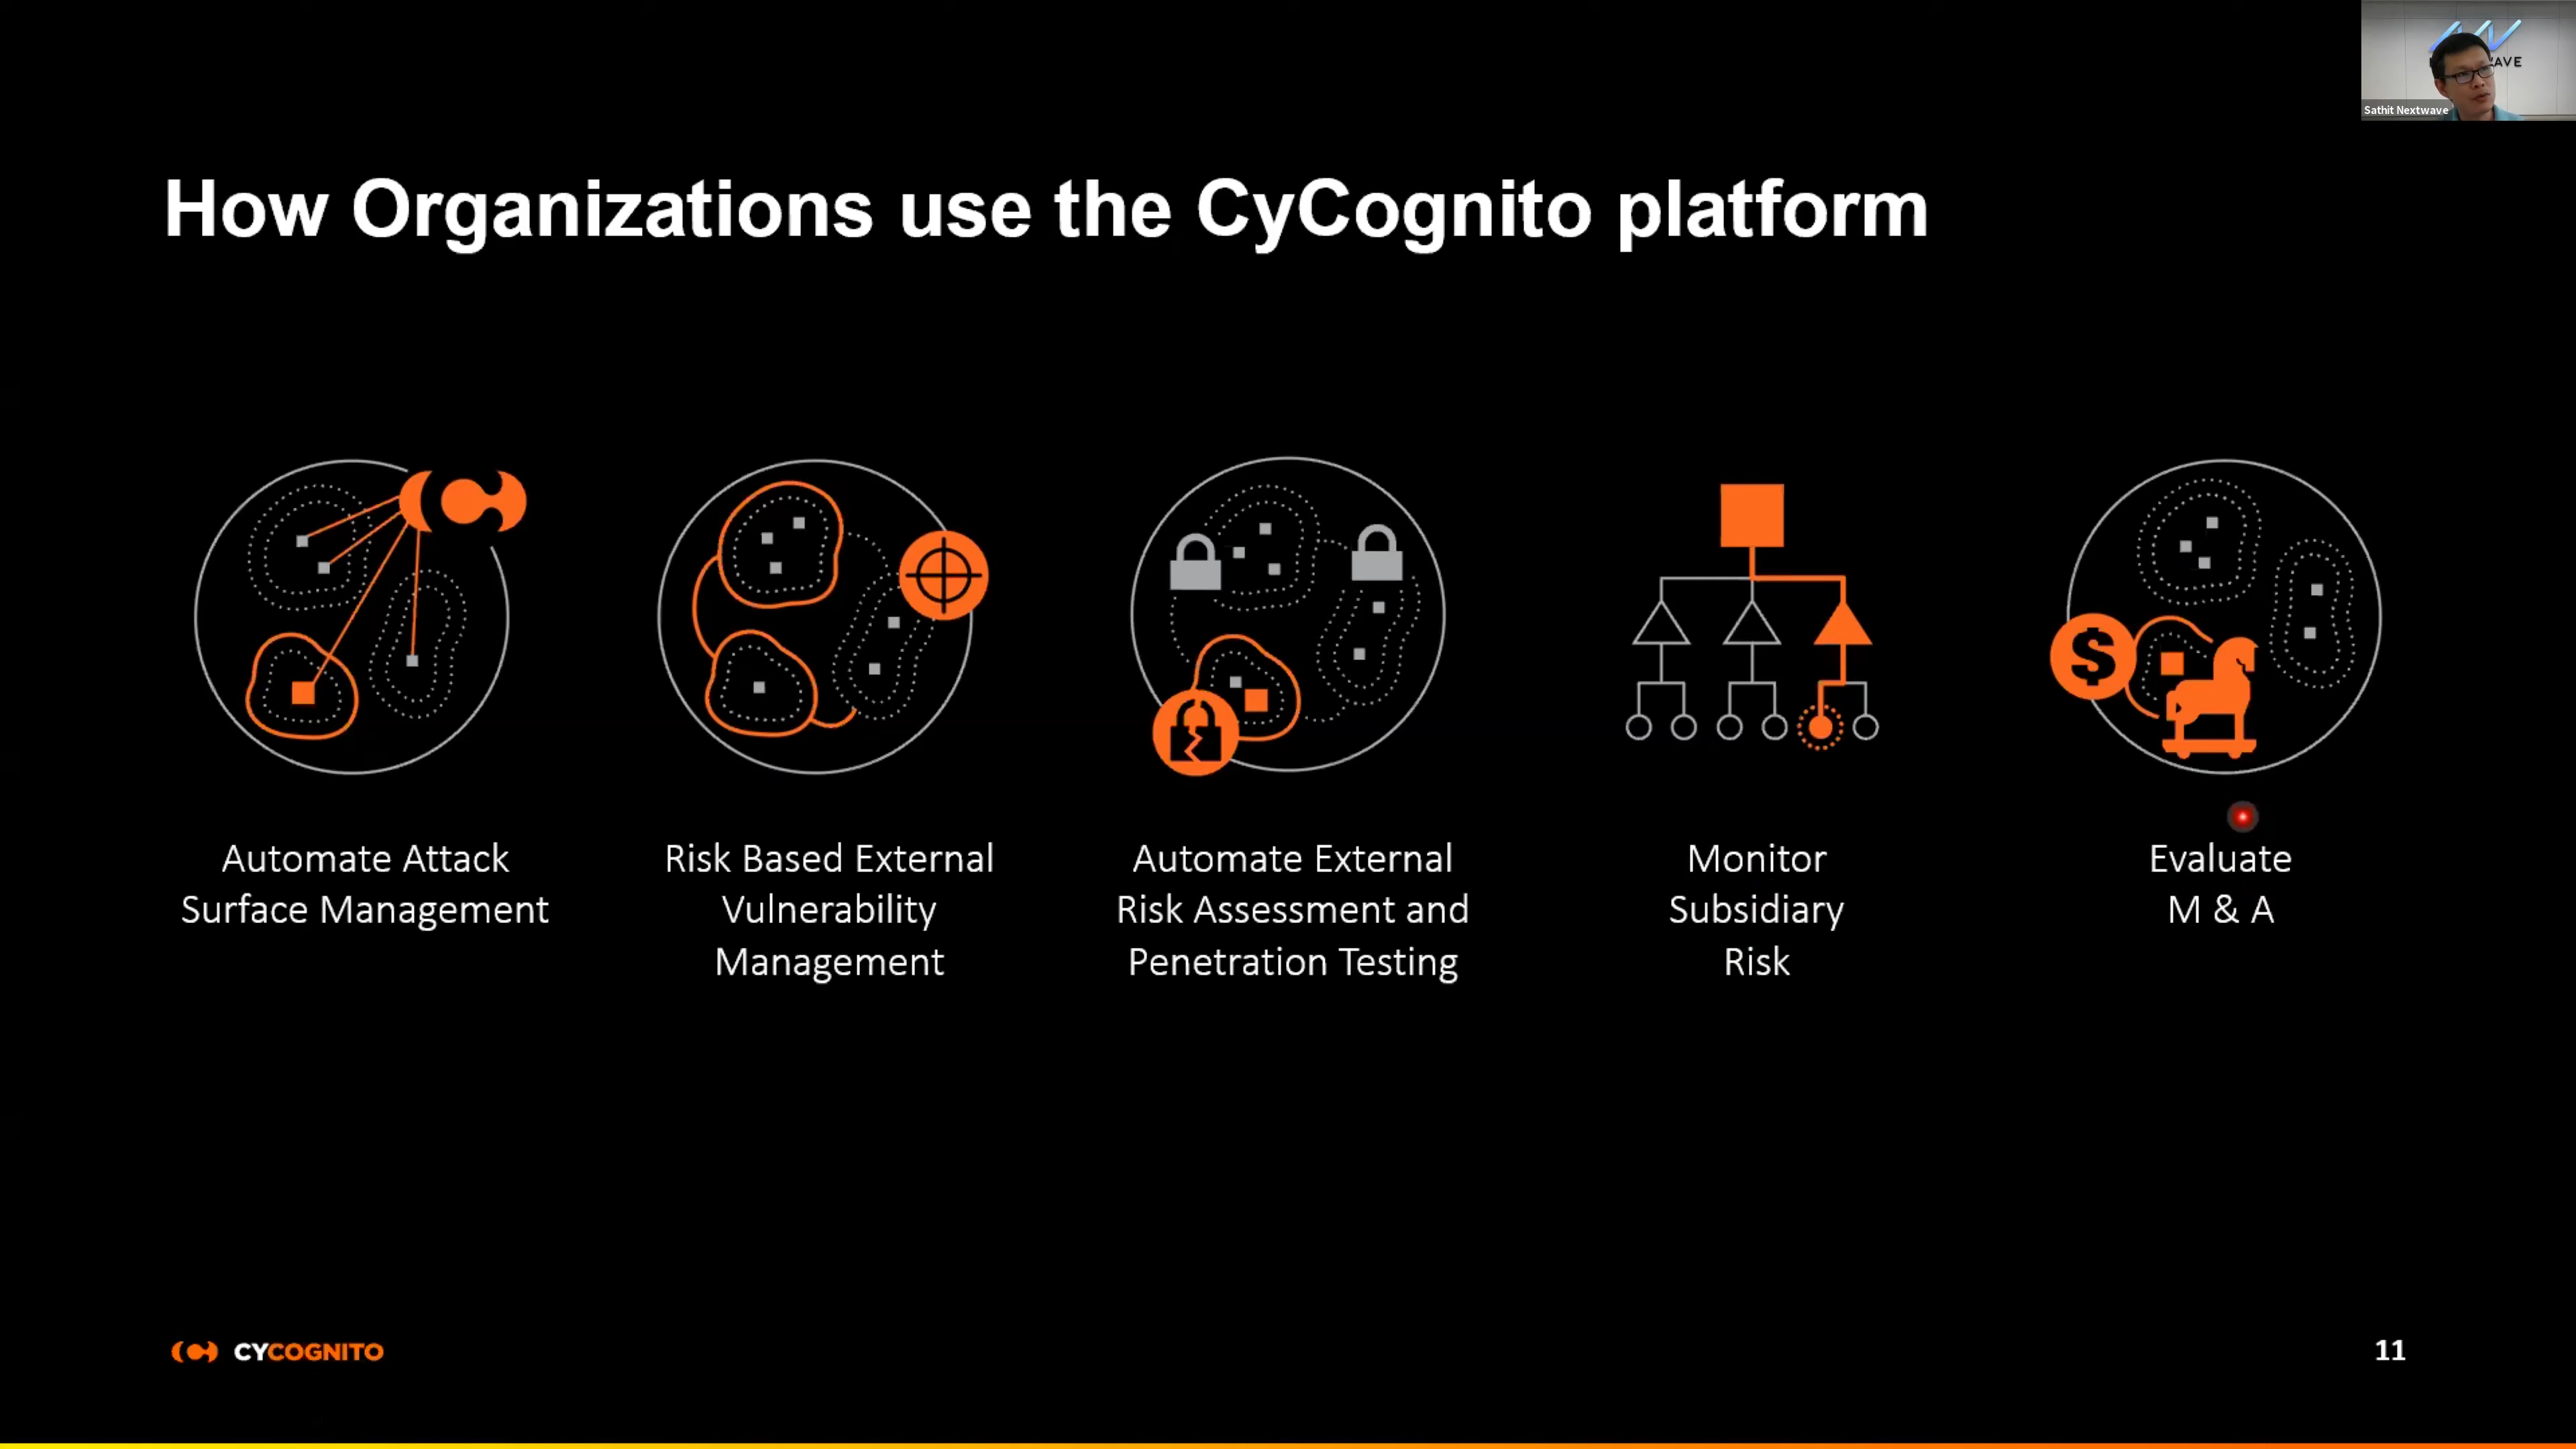 AVE
Sathit Nextwave
How Organizations use the CyCognito platform
Automate Attack
Surface Management
Risk Based External
Vulnerability
Management
Automate External
Risk Assessment and
Penetration Testing
Monitor
Subsidiary
Risk
Evaluate
M & A
$
CYCOGNITO
11